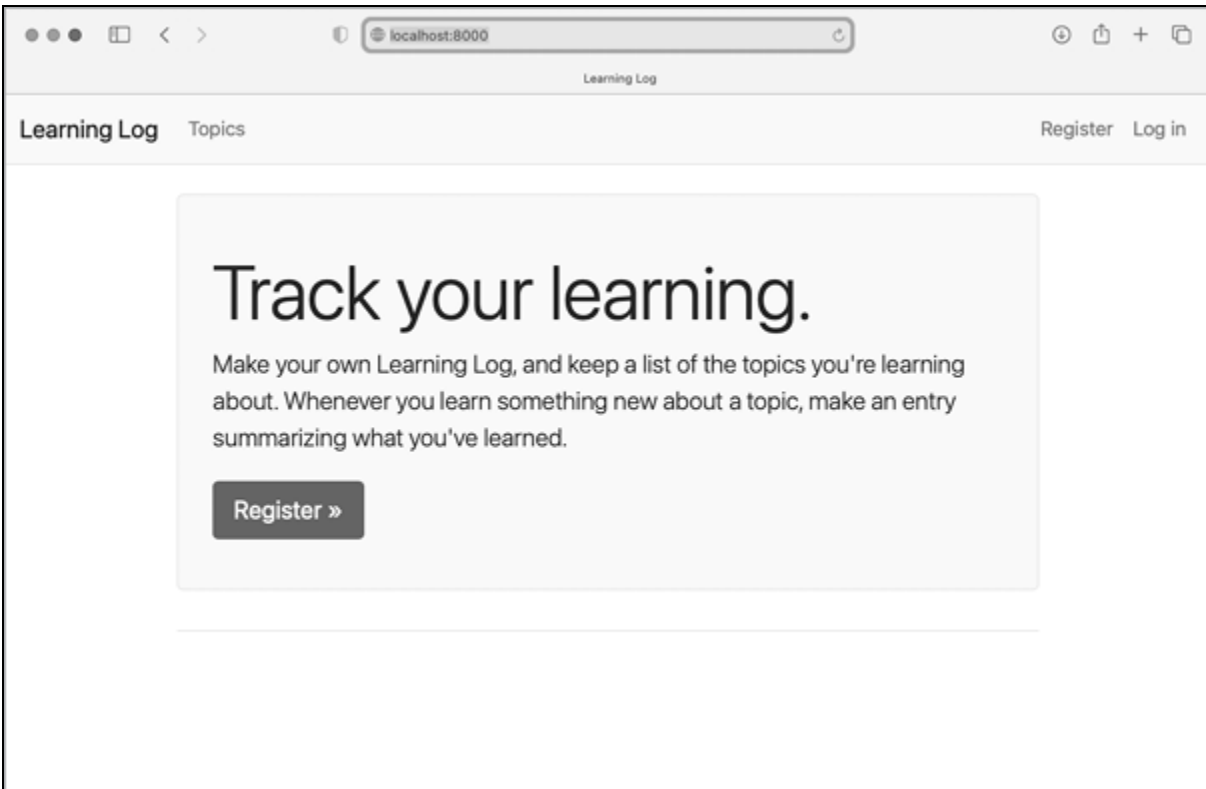 localhost:8000
Learning Log
Learning Log Topics Register Log in
Track your learning.
Make your own Learning Log, and keep a list of the topics you're learning
about. Whenever you learn something new about a topic, make an entry
summarizing what you've learned.
Register »